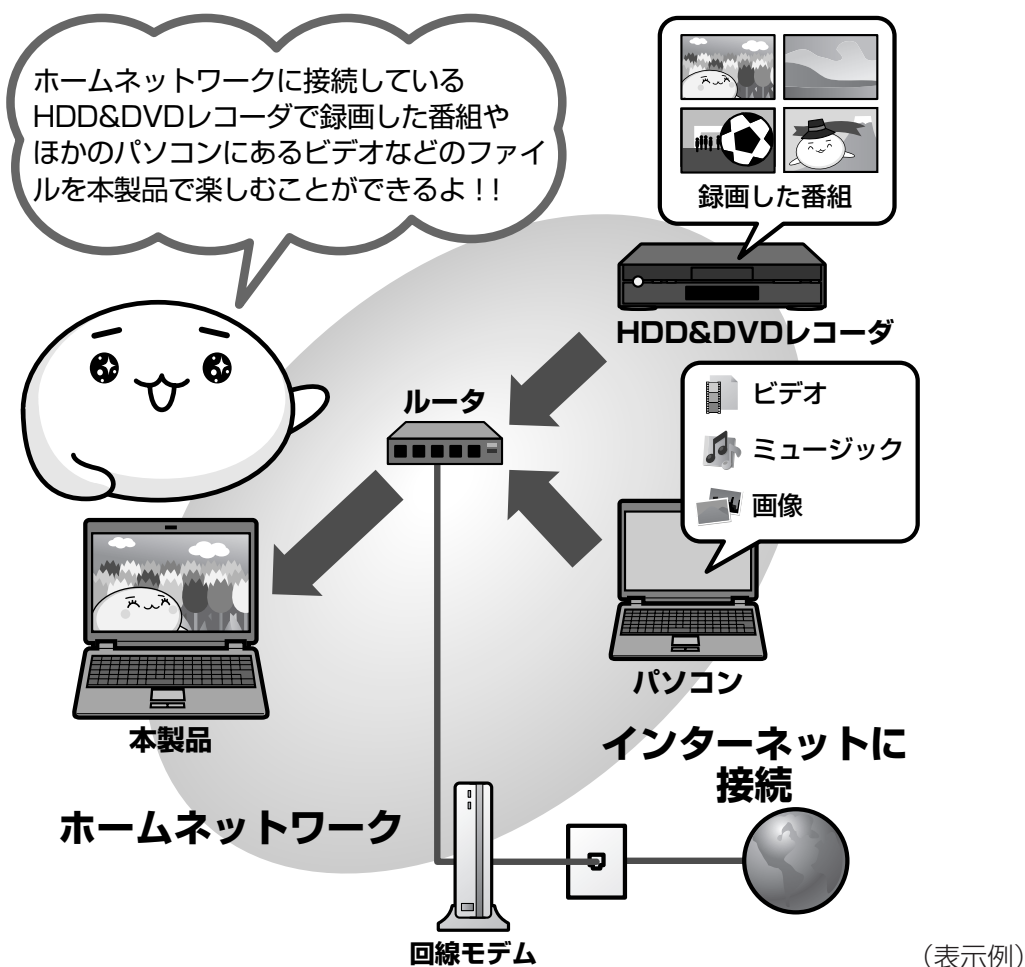 ホームネットワークに接続している
HDD&DVDレコーダで録画した番組や
ほかのパソコンにあるビデオなどのファイ
ルを本製品で楽しむことができるよ!!
録画した番組
HDD&DVDレコーダ
ルータ
ビデオ
ミュージック
画像
パソコン
本製品
インターネットに
接続
ホームネットワーク
回線モデム
(表示例)